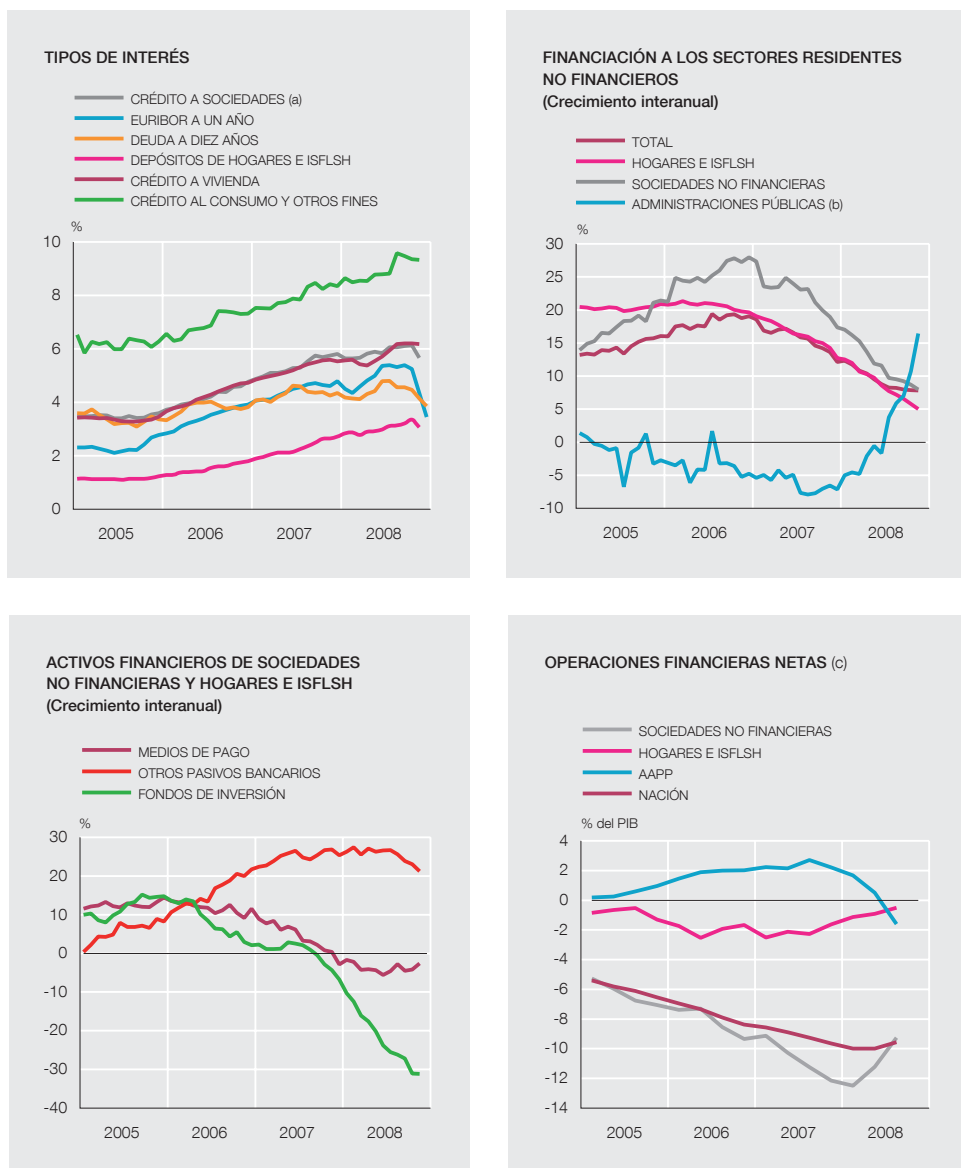 TIPOS DE INTERÉS
CRÉDITO A SOCIEDADES (a)
EURIBOR A UN AÑO
DEUDA A DIEZ AÑOS
DEPÓSITOS DE HOGARES E ISFLSH
CRÉDITO A VIVIENDA
CRÉDITO AL CONSUMO Y OTROS FINES
%
10
8
6
4
2
0
2005 2006 2007 2008
FINANCIACIÓN A LOS SECTORES RESIDENTES
NO FINANCIEROS
(Crecimiento interanual)
TOTAL
HOGARES E ISFLSH
SOCIEDADES NO FINANCIERAS
ADMINISTRACIONES PÚBLICAS (b)
%
30
25
20
15
10
5
0
-5
-10
2005 2006 2007 2008
ACTIVOS FINANCIEROS DE SOCIEDADES
NO FINANCIERAS Y HOGARES E ISFLSH
(Crecimiento interanual)
MEDIOS DE PAGO
OTROS PASIVOS BANCARIOS
FONDOS DE INVERSIÓN
%
30
20
10
0
-10
-20
-30
-40
2005 2006 2007 2008
OPERACIONES FINANCIERAS NETAS (c)
SOCIEDADES NO FINANCIERAS
HOGARES E ISFLSH
AAPP
NACIÓN
% del PIB
4
2
0
-2
-4
-6
-8
-10
-12
-14
2005 2006 2007 2008